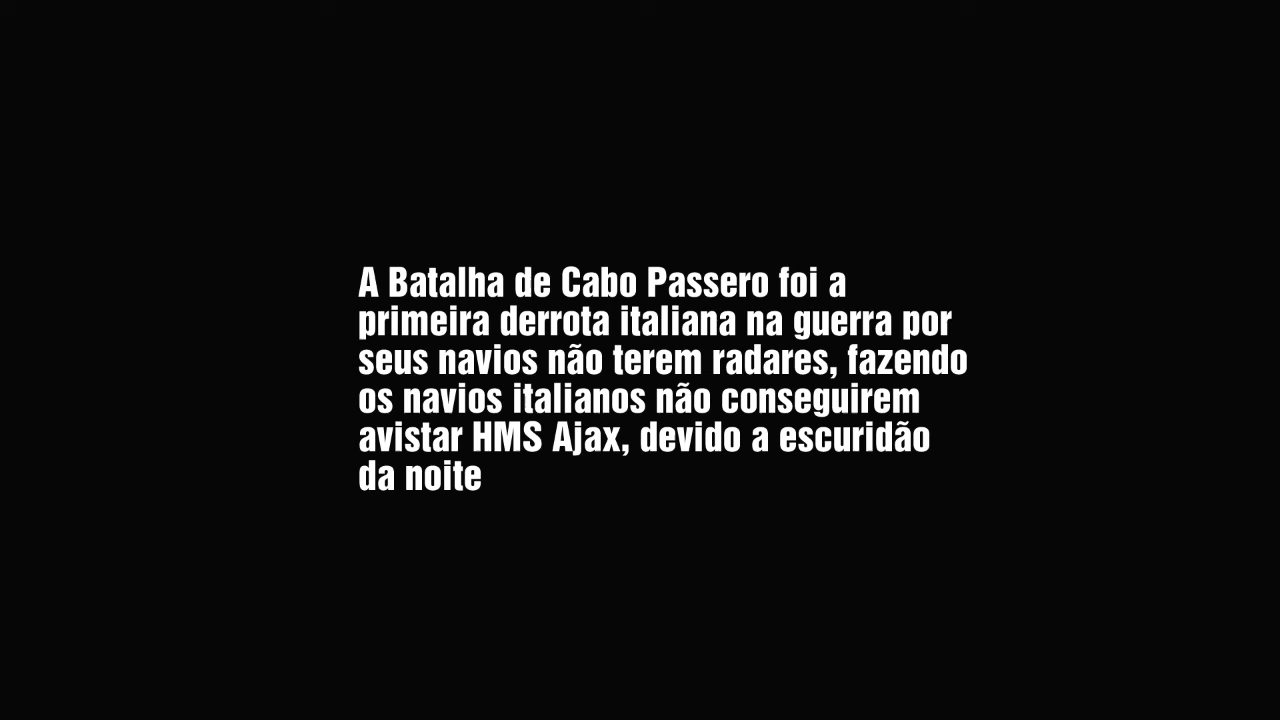 A Batalha de Cabo Passero foi a
primeira derrota italiana na guerra por
seus navios não terem radares, fazendo
os navios italianos não conseguirem
avistar HMS Ajax, devido a escuridão
da noite